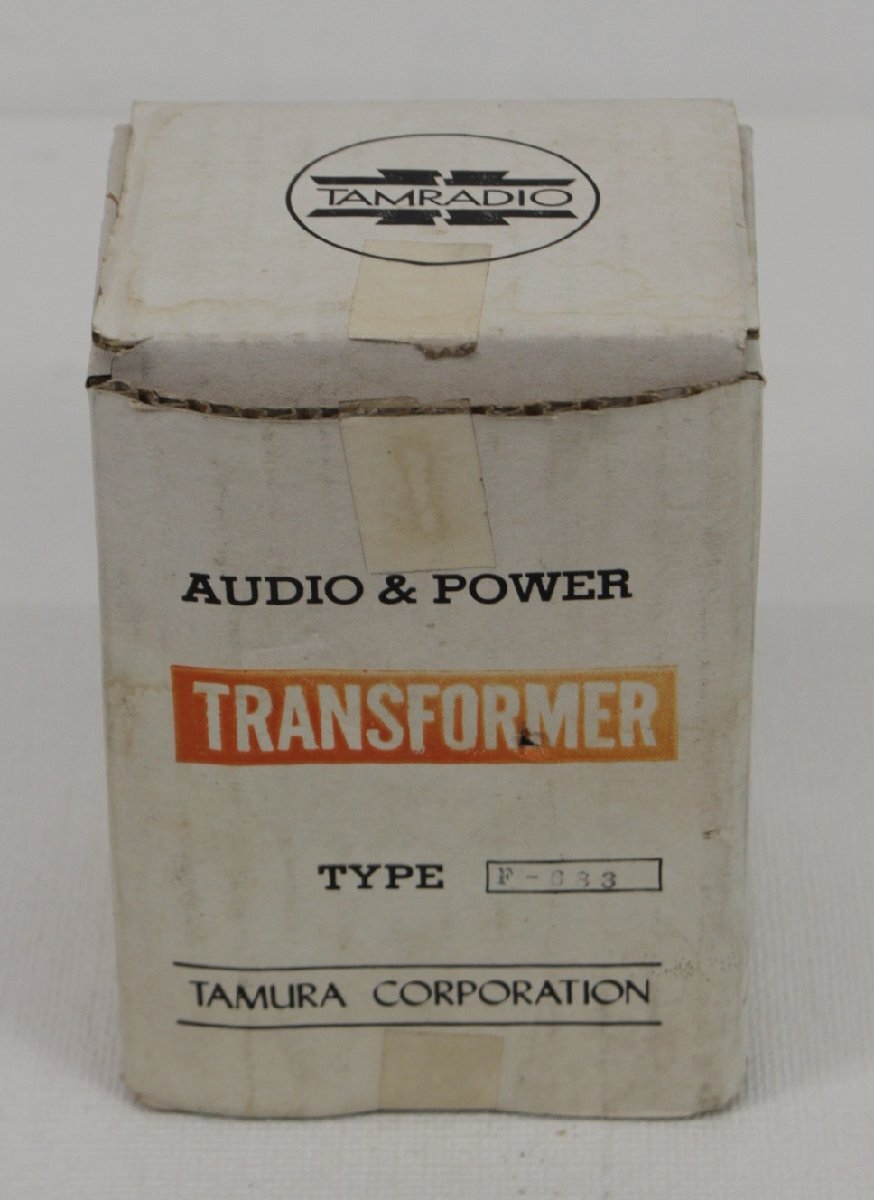 TAMRADIO
AUDIO & POWER
TRANSFORMER
TYPE
TAMURA CORPORATION